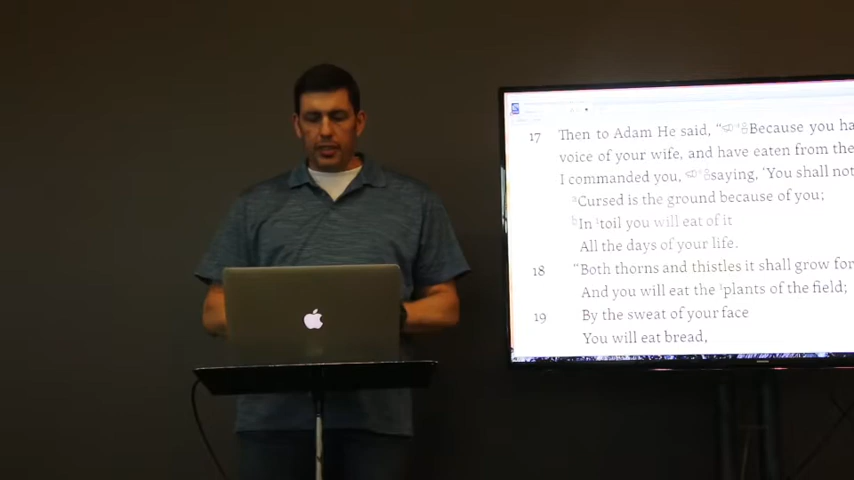 17 Then to Adam He said, "Because you ha
voice of your wife, and have eaten from the
I commanded you, saying, 'You shall not
a Cursed is the ground because of you;
b In 1 toil you will eat of it
All the days of your life.
18 "Both thorns and thistles it shall grow for
And you will eat the 1 plants of the field;
19 By the sweat of your face
You will eat bread,